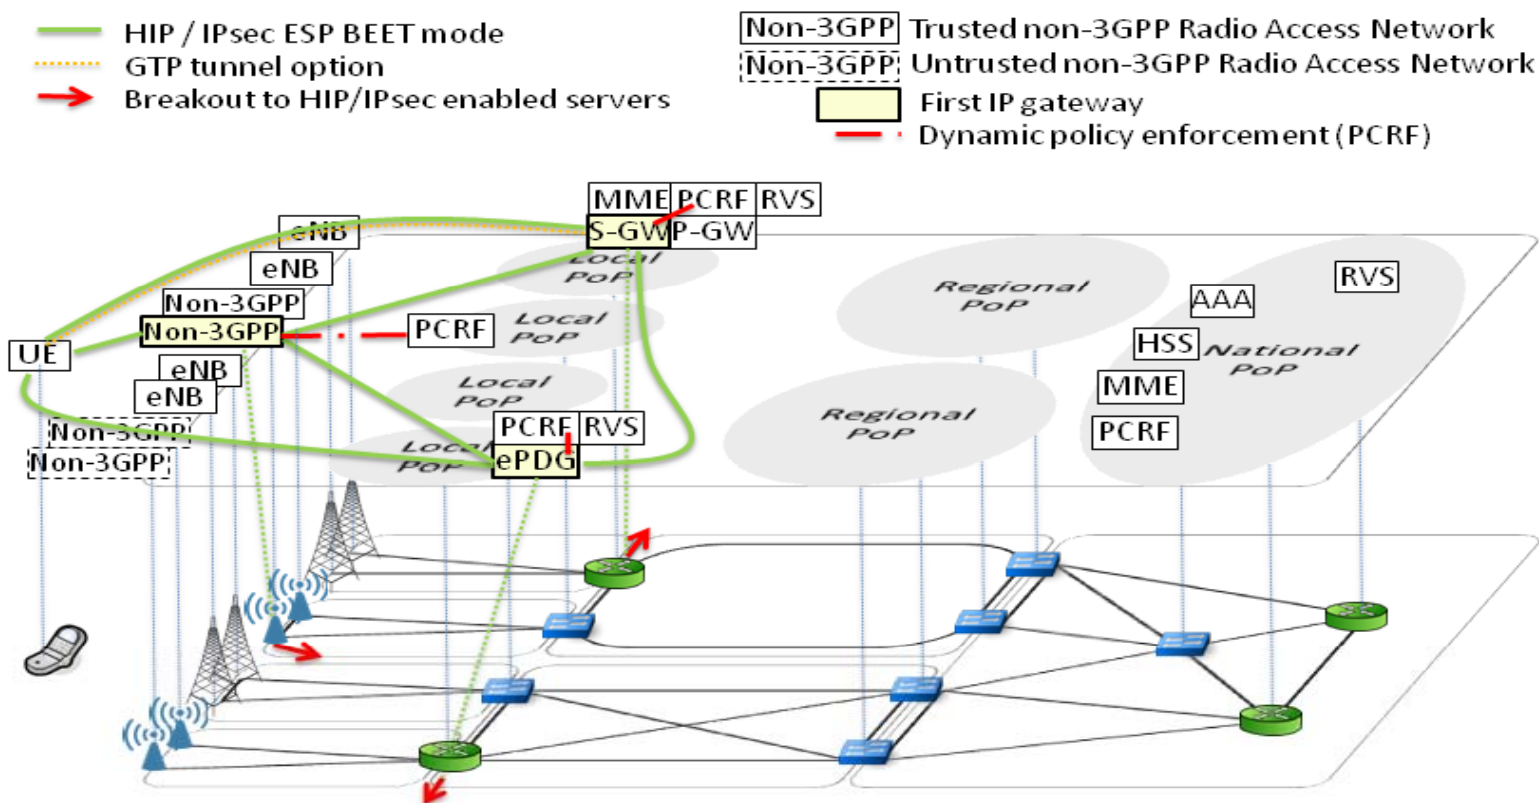 HIP / IPsec ESP BEET mode
GTP tunnel option
Breakout to HIP/IPsec enabled servers
Non-3GPP Trusted non-3GPP Radio Access Network
Non-3GPP Untrusted non-3GPP Radio Access Network
First IP gateway
Dynamic policy enforcement (PCRF)
MME PCRF RVS
S-GW P-GW
eNB
eNB
Non-3GPP
Non-3GPP
PCRF
UE
eNB
eNB
Non-3GPP
Non-3GPP
Local
PoP
Local
PoP
Local
PoP
PCRF RVS
Local
PoP
ePDG
Regional
PoP
Regional
PoP
RVS
AAA
HSS
National
PoP
MME
PCRF